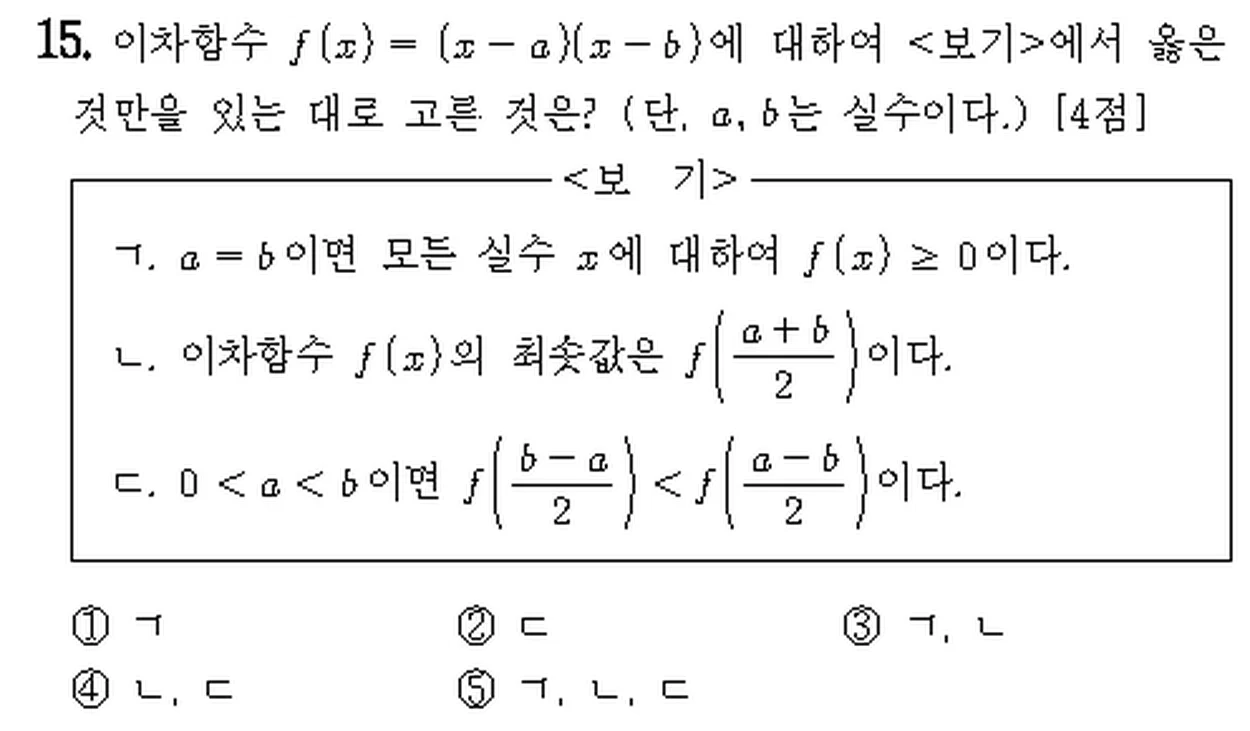 15. 이차함수 f(x) = (x - a)(x - b)에 대하여 <보기>에서 옳은
것만을 있는 대로 고른 것은? (단, a, b는 실수이다.) [4점]
<보 기>
ㄱ. a = b이면 모든 실수 x에 대하여 f(x) ≥ 0이다.
ㄴ. 이차함수 f(x)의 최솟값은 f((a + b)/2)이다.
ㄷ. 0 < a < b이면 f((b - a)/2) < f((a - b)/2)이다.
① ㄱ ② ㄷ ③ ㄱ, ㄴ
④ ㄴ, ㄷ ⑤ ㄱ, ㄴ, ㄷ